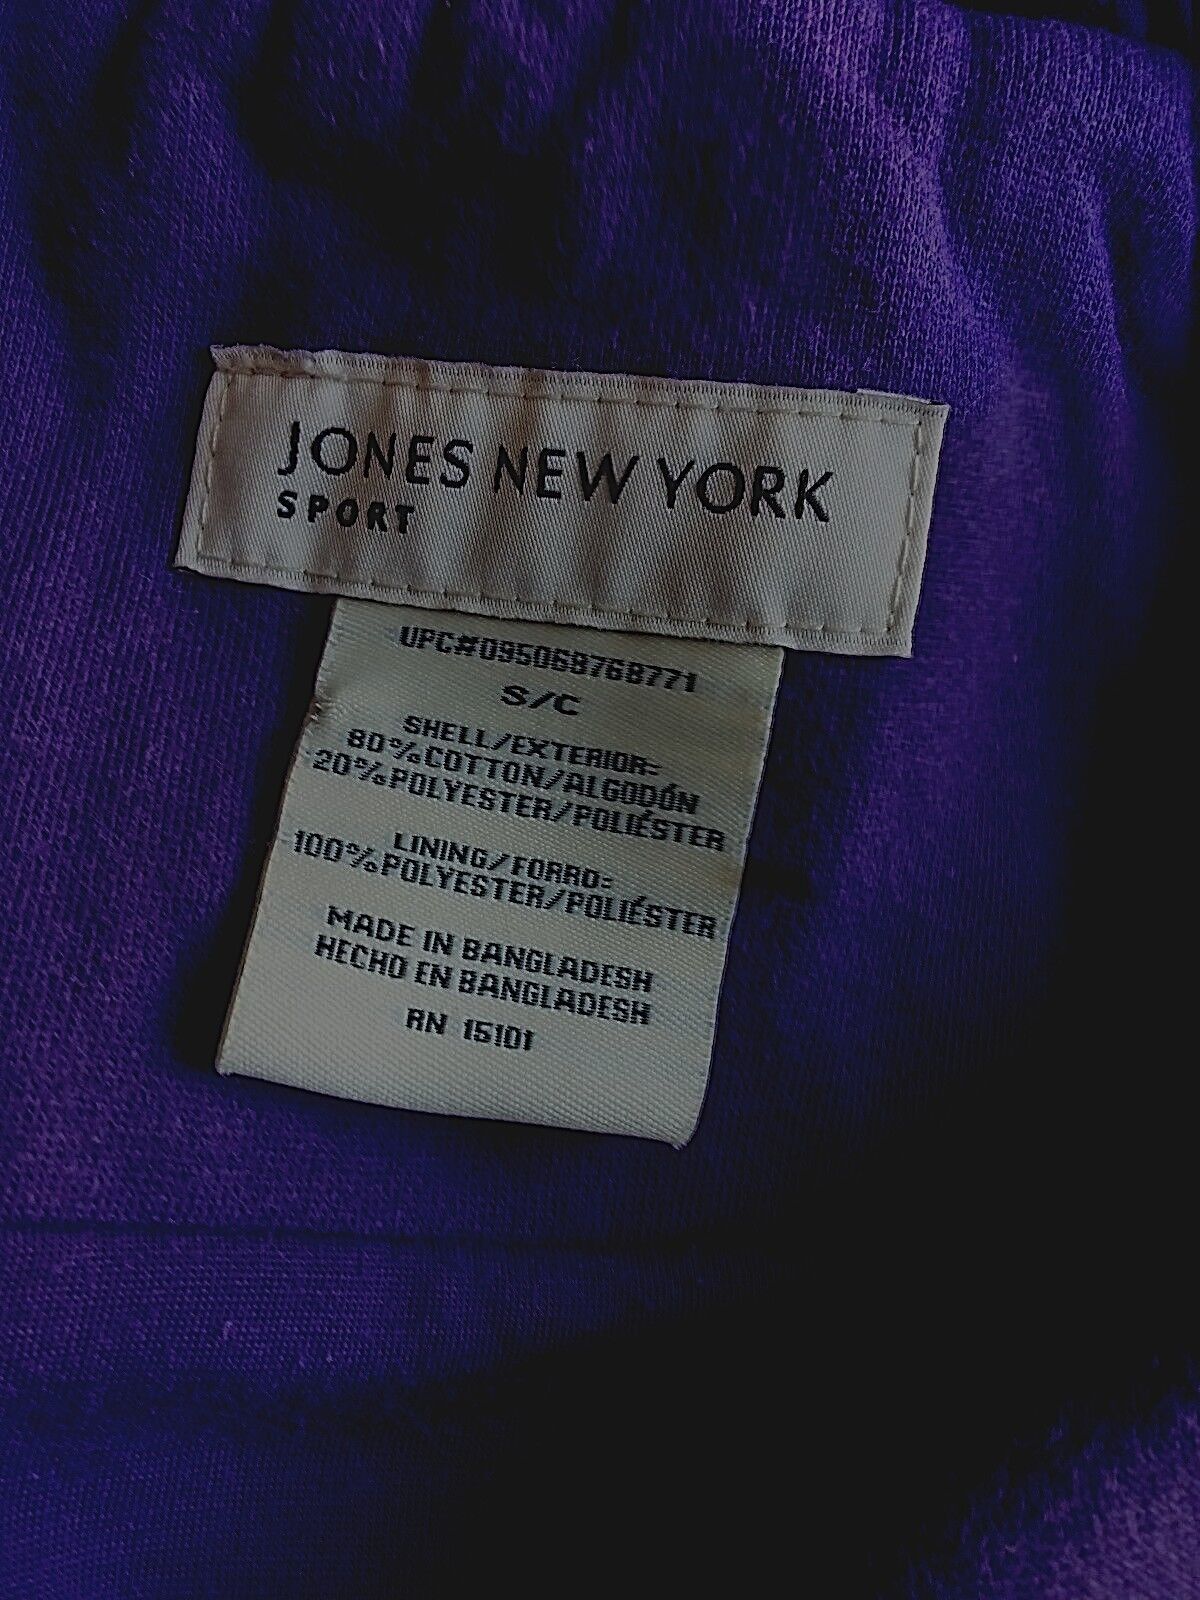 JONES NEW YORK
SPORT
UPC#095068768771
S/C
SHELL/EXTERIOR:
80%COTTON/ALGODÓN
20%POLYESTER/POLIÉSTER
LINING/FORRO:
100%POLYESTER/POLIÉSTER
MADE IN BANGLADESH
HECHO EN BANGLADESH
RN 15101